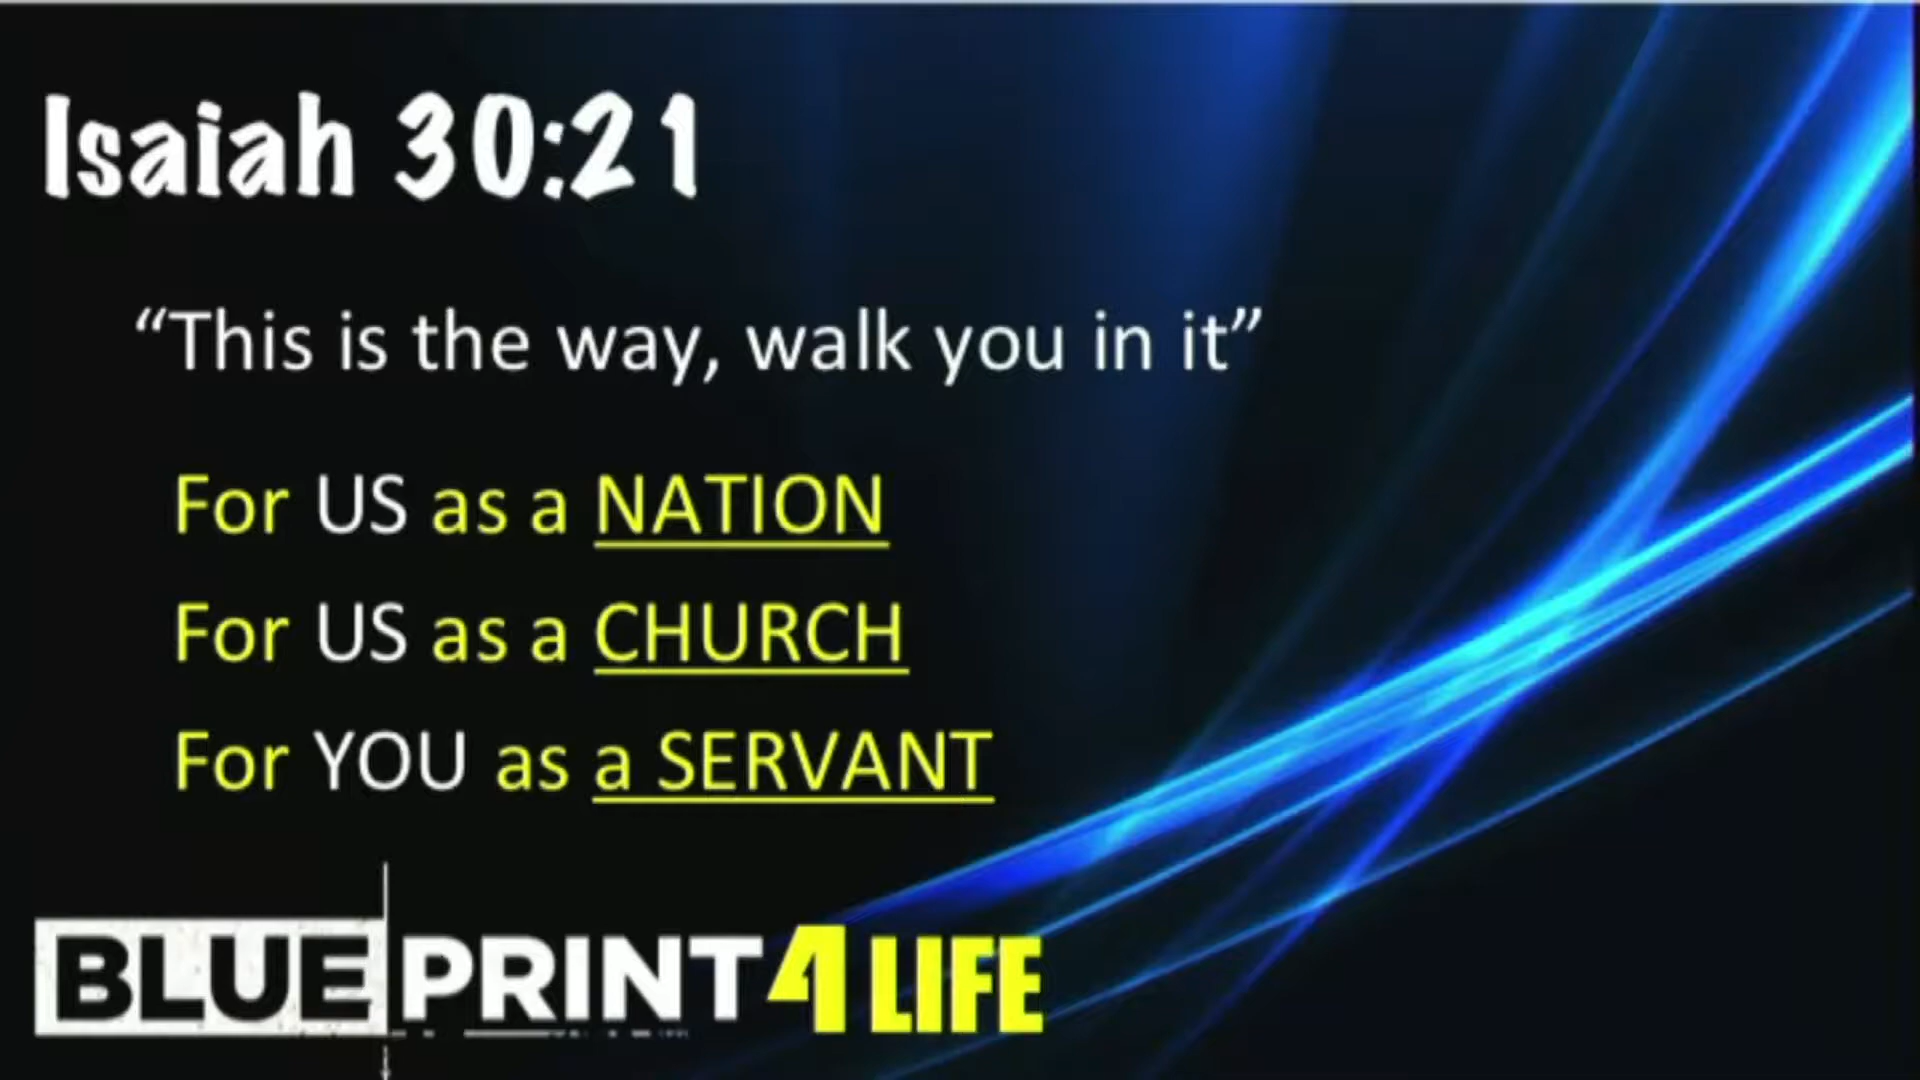 Isaiah 30:21
“This is the way, walk you in it”
For US as a NATION
For US as a CHURCH
For YOU as a SERVANT
BLUEPRINT4LIFE